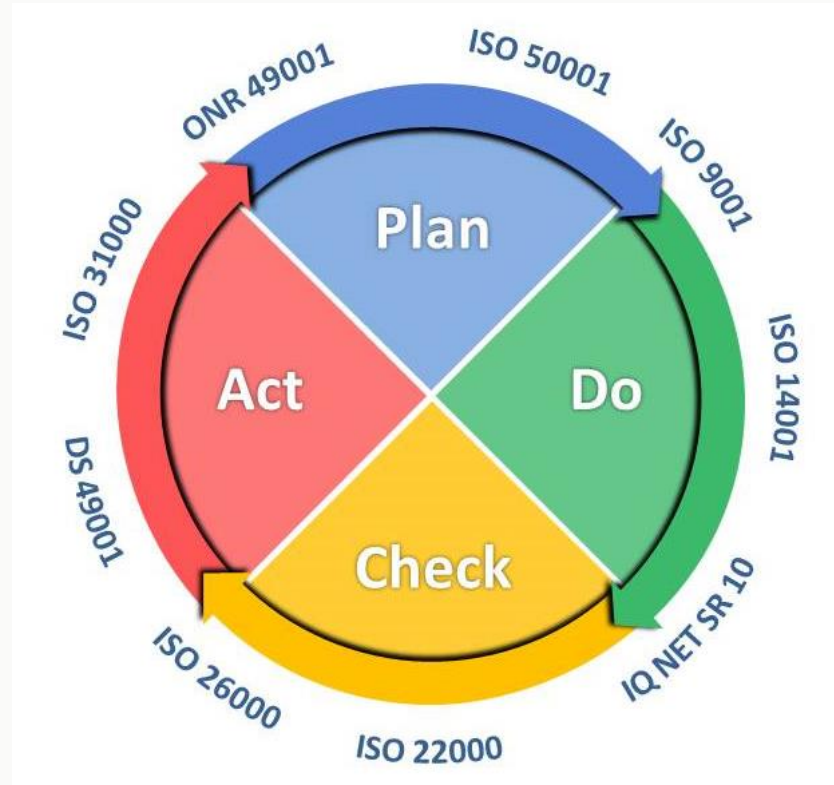 ONR 49001
ISO 50001
ISO 9001
ISO 31000
Plan
ISO 14001
Act
Do
DS 49001
Check
IQ NET SR 10
ISO 26000
ISO 22000